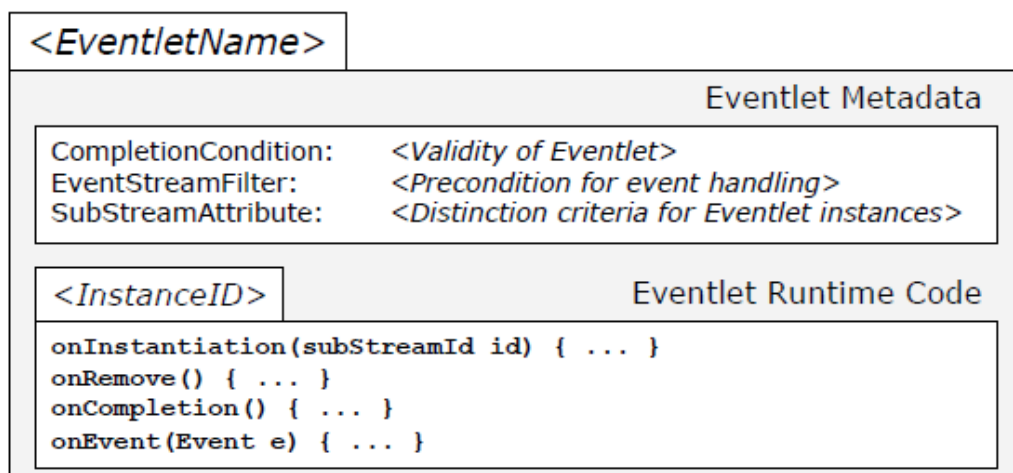 <EventletName>
Eventlet Metadata
CompletionCondition: <Validity of Eventlet>
EventStreamFilter: <Precondition for event handling>
SubStreamAttribute: <Distinction criteria for Eventlet instances>
<InstanceID>
Eventlet Runtime Code
onInstantiation(subStreamId id) { ... }
onRemove() { ... }
onCompletion() { ... }
onEvent(Event e) { ... }